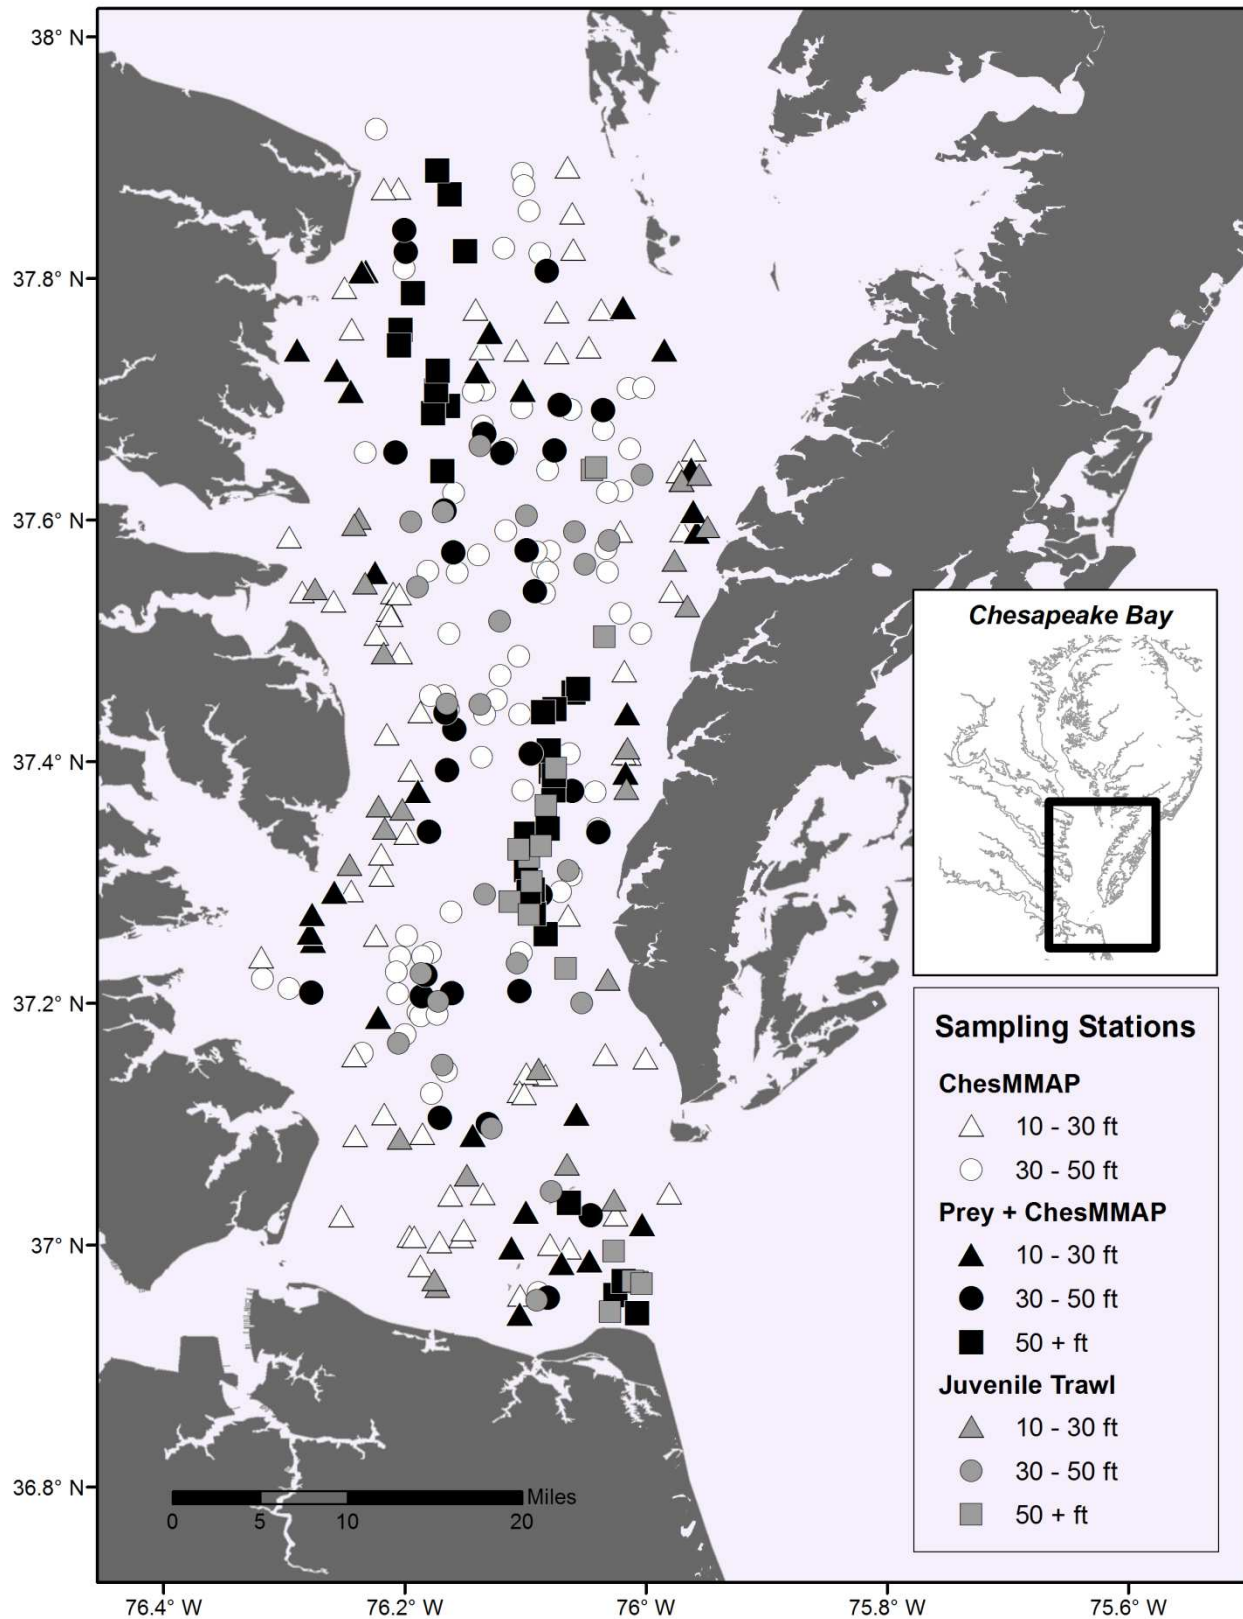 38° N
37.8° N
37.6° N
37.4° N
37.2° N
37° N
36.8° N
Chesapeake Bay
Sampling Stations
ChesMMAP
10 - 30 ft
30 - 50 ft
Prey + ChesMMAP
10 - 30 ft
30 - 50 ft
50 + ft
Juvenile Trawl
10 - 30 ft
30 - 50 ft
50 + ft
Miles
0 5 10 20
76.4° W 76.2° W 76° W 75.8° W 75.6° W